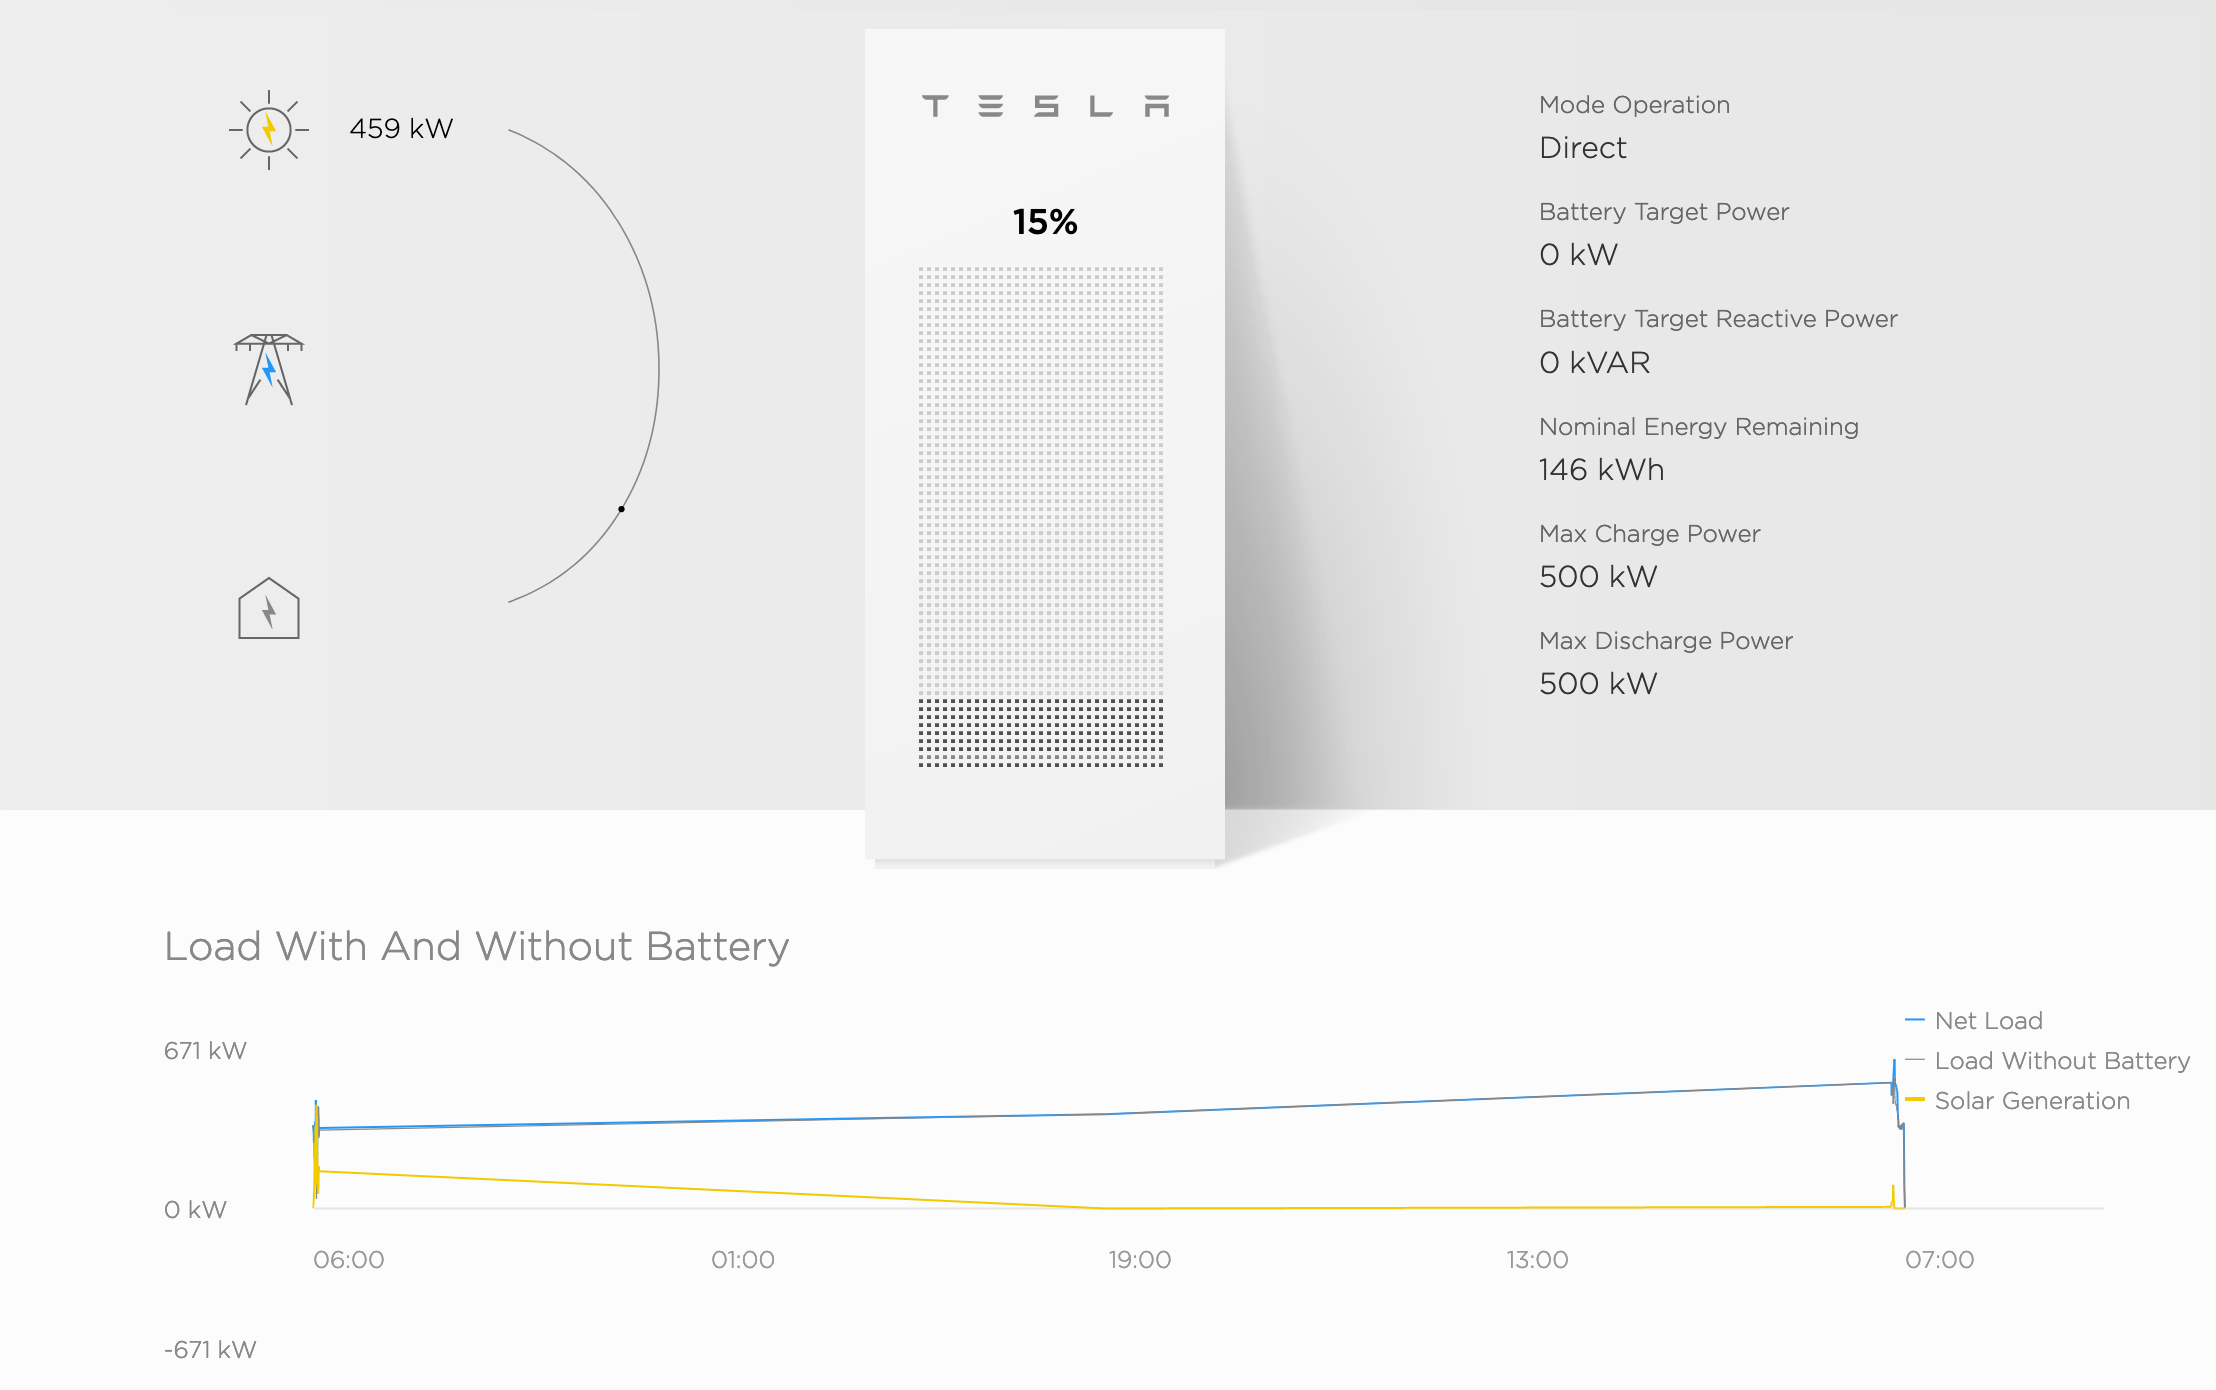 459 kW
TESLA
15%
Mode Operation
Direct
Battery Target Power
0 kW
Battery Target Reactive Power
0 kVAR
Nominal Energy Remaining
146 kWh
Max Charge Power
500 kW
Max Discharge Power
500 kW
Load With And Without Battery
Net Load
Load Without Battery
Solar Generation
671 kW
0 kW
-671 kW
06:00 01:00 19:00 13:00 07:00